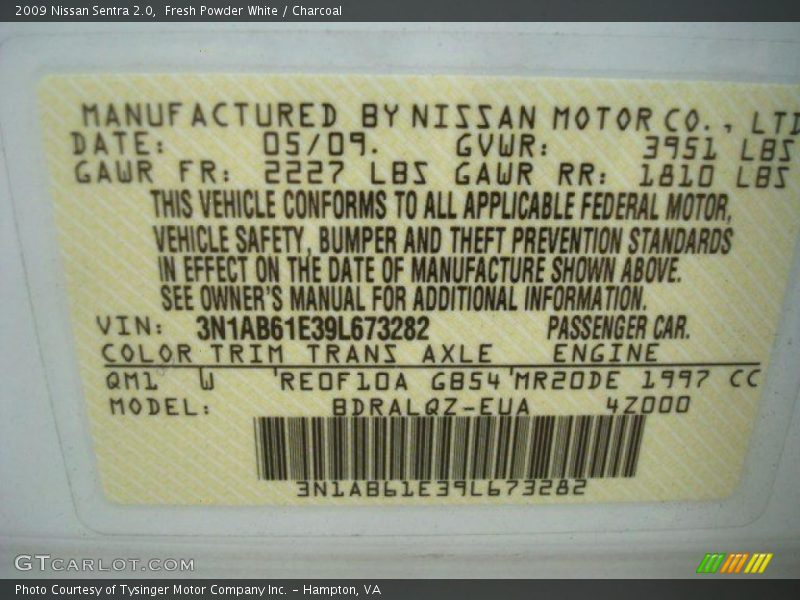 2009 Nissan Sentra 2.0,  Fresh Powder White / Charcoal
MANUFACTURED BY NISSAN MOTOR CO., LTD
DATE: 05/09. GVWR: 3951 LBS
GAWR FR: 2227 LBS GAWR RR: 1810 LBS
THIS VEHICLE CONFORMS TO ALL APPLICABLE FEDERAL MOTOR,
VEHICLE SAFETY, BUMPER AND THEFT PREVENTION STANDARDS
IN EFFECT ON THE DATE OF MANUFACTURE SHOWN ABOVE.
SEE OWNER'S MANUAL FOR ADDITIONAL INFORMATION.
VIN: 3N1AB61E39L673282 PASSENGER CAR.
COLOR TRIM TRANS AXLE ENGINE
QM1 W RE0F10A GB54 MR20DE 1997 CC
MODEL: BDRALQZ-EUA 4Z000
3N1AB61E39L673282
GTCARLOT.COM
Photo Courtesy of Tysinger Motor Company Inc. - Hampton, VA